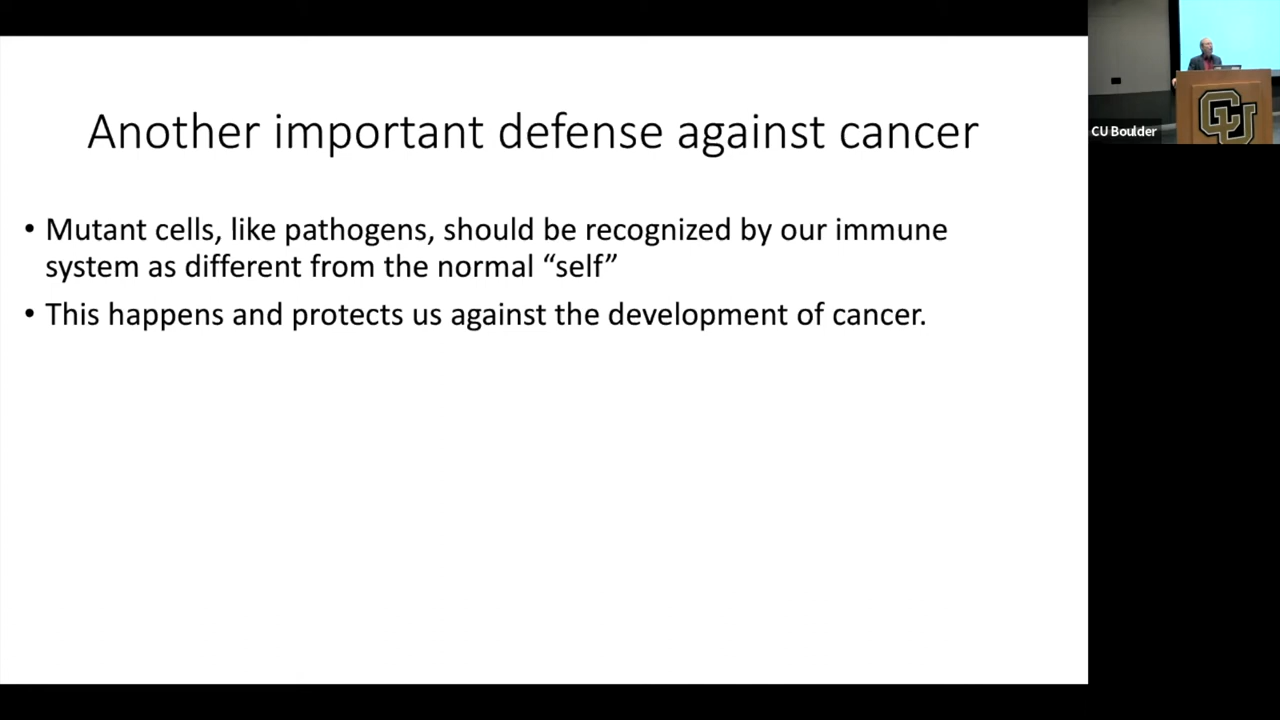 Another important defense against cancer
• Mutant cells, like pathogens, should be recognized by our immune
system as different from the normal “self”
• This happens and protects us against the development of cancer.
CU Boulder
CU